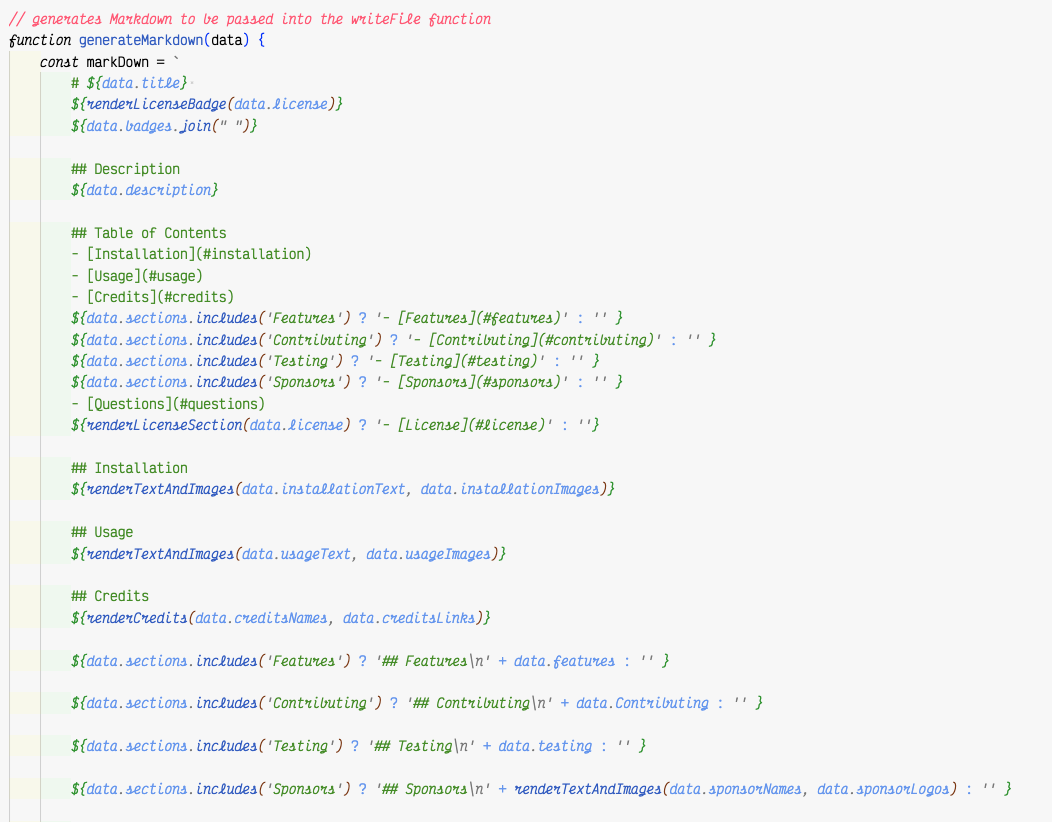 // generates Markdown to be passed into the writeFile function
function generateMarkdown(data) {
    const markDown = `
        # ${data.title}
        ${renderLicenseBadge(data.license)}
        ${data.badges.join(" ")}

        ## Description
        ${data.description}

        ## Table of Contents
        - [Installation](#installation)
        - [Usage](#usage)
        - [Credits](#credits)
        ${data.sections.includes('Features') ? '- [Features](#features)' : '' }
        ${data.sections.includes('Contributing') ? '- [Contributing](#contributing)' : '' }
        ${data.sections.includes('Testing') ? '- [Testing](#testing)' : '' }
        ${data.sections.includes('Sponsors') ? '- [Sponsors](#sponsors)' : '' }
        - [Questions](#questions)
        ${renderLicenseSection(data.license) ? '- [License](#license)' : ''}

        ## Installation
        ${renderTextAndImages(data.installationText, data.installationImages)}

        ## Usage
        ${renderTextAndImages(data.usageText, data.usageImages)}

        ## Credits
        ${renderCredits(data.creditsNames, data.creditsLinks)}

        ${data.sections.includes('Features') ? '## Features\n' + data.features : '' }

        ${data.sections.includes('Contributing') ? '## Contributing\n' + data.Contributing : '' }

        ${data.sections.includes('Testing') ? '## Testing\n' + data.testing : '' }

        ${data.sections.includes('Sponsors') ? '## Sponsors\n' + renderTextAndImages(data.sponsorNames, data.sponsorLogos) : '' }